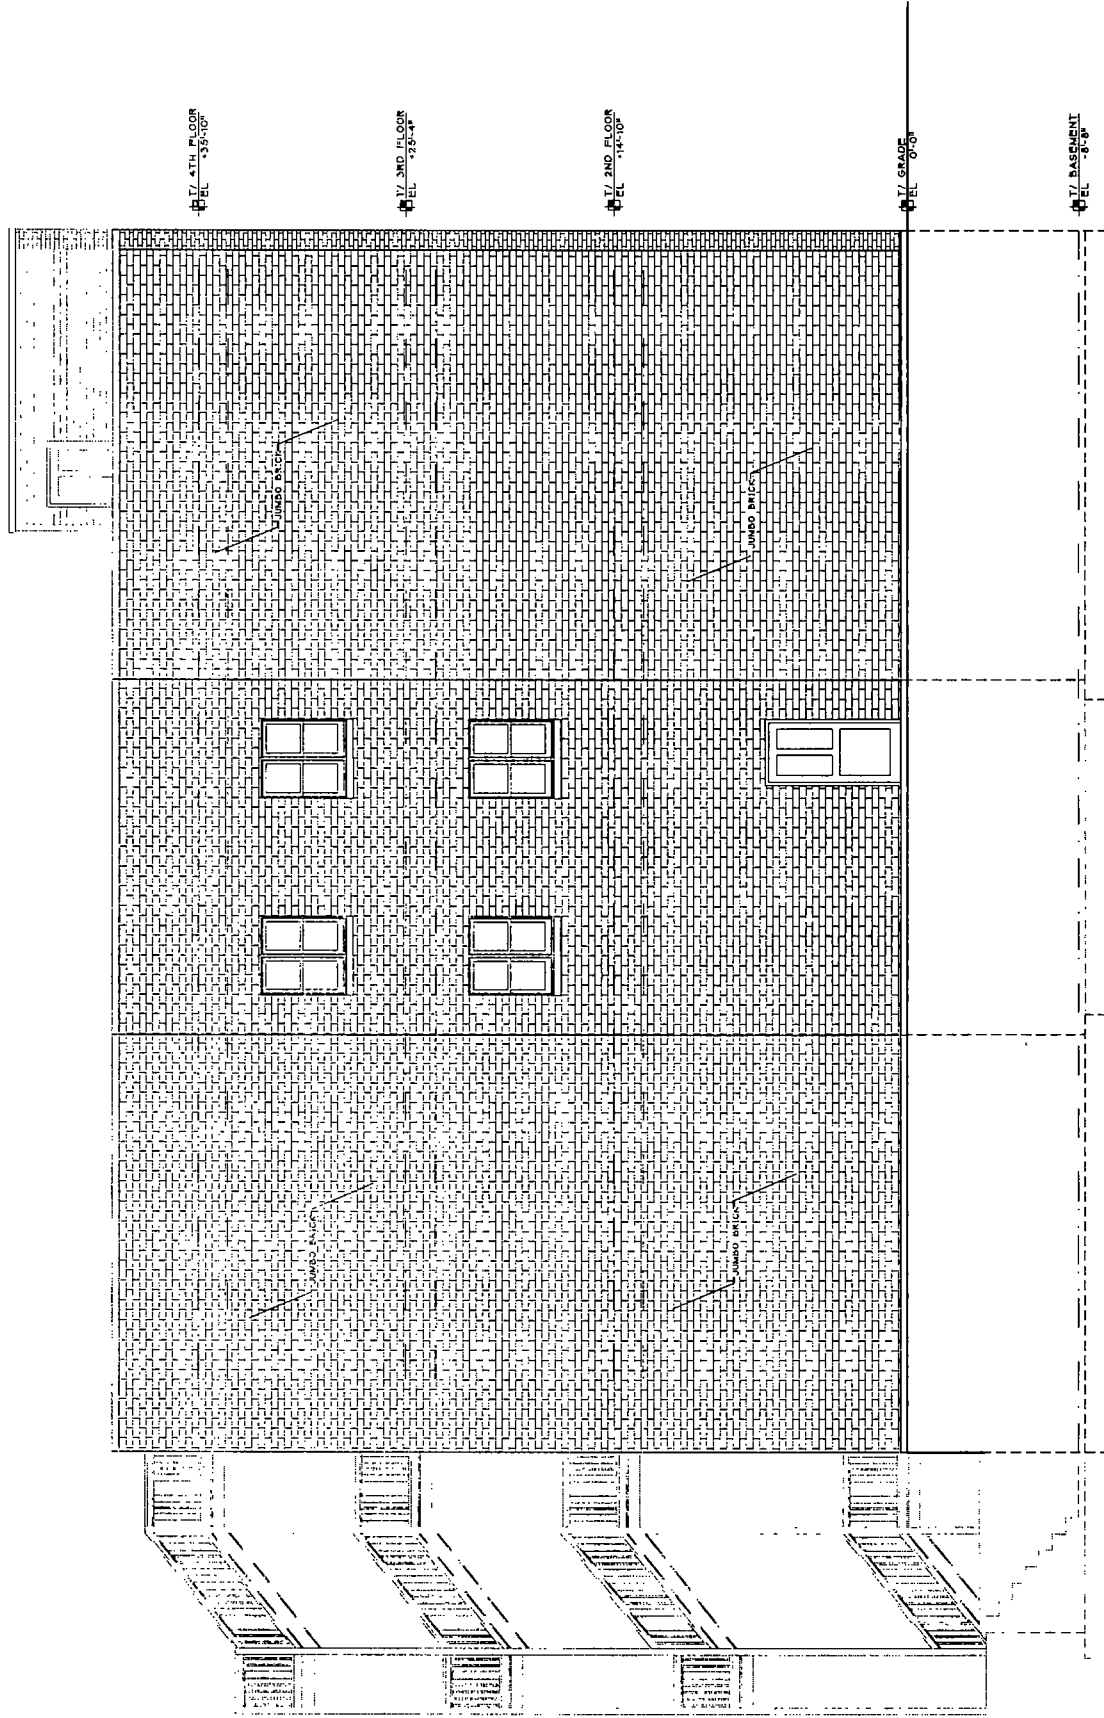 T/ 4TH FLOOR
EL +35'-10"
T/ 3RD FLOOR
EL +25'-4"
T/ 2ND FLOOR
EL +14'-10"
T/ GRADE
EL 0'-0"
T/ BASEMENT
EL -8'-8"
JUMBO BRICK
JUMBO BRICK
JUMBO BRICK
JUMBO BRICK